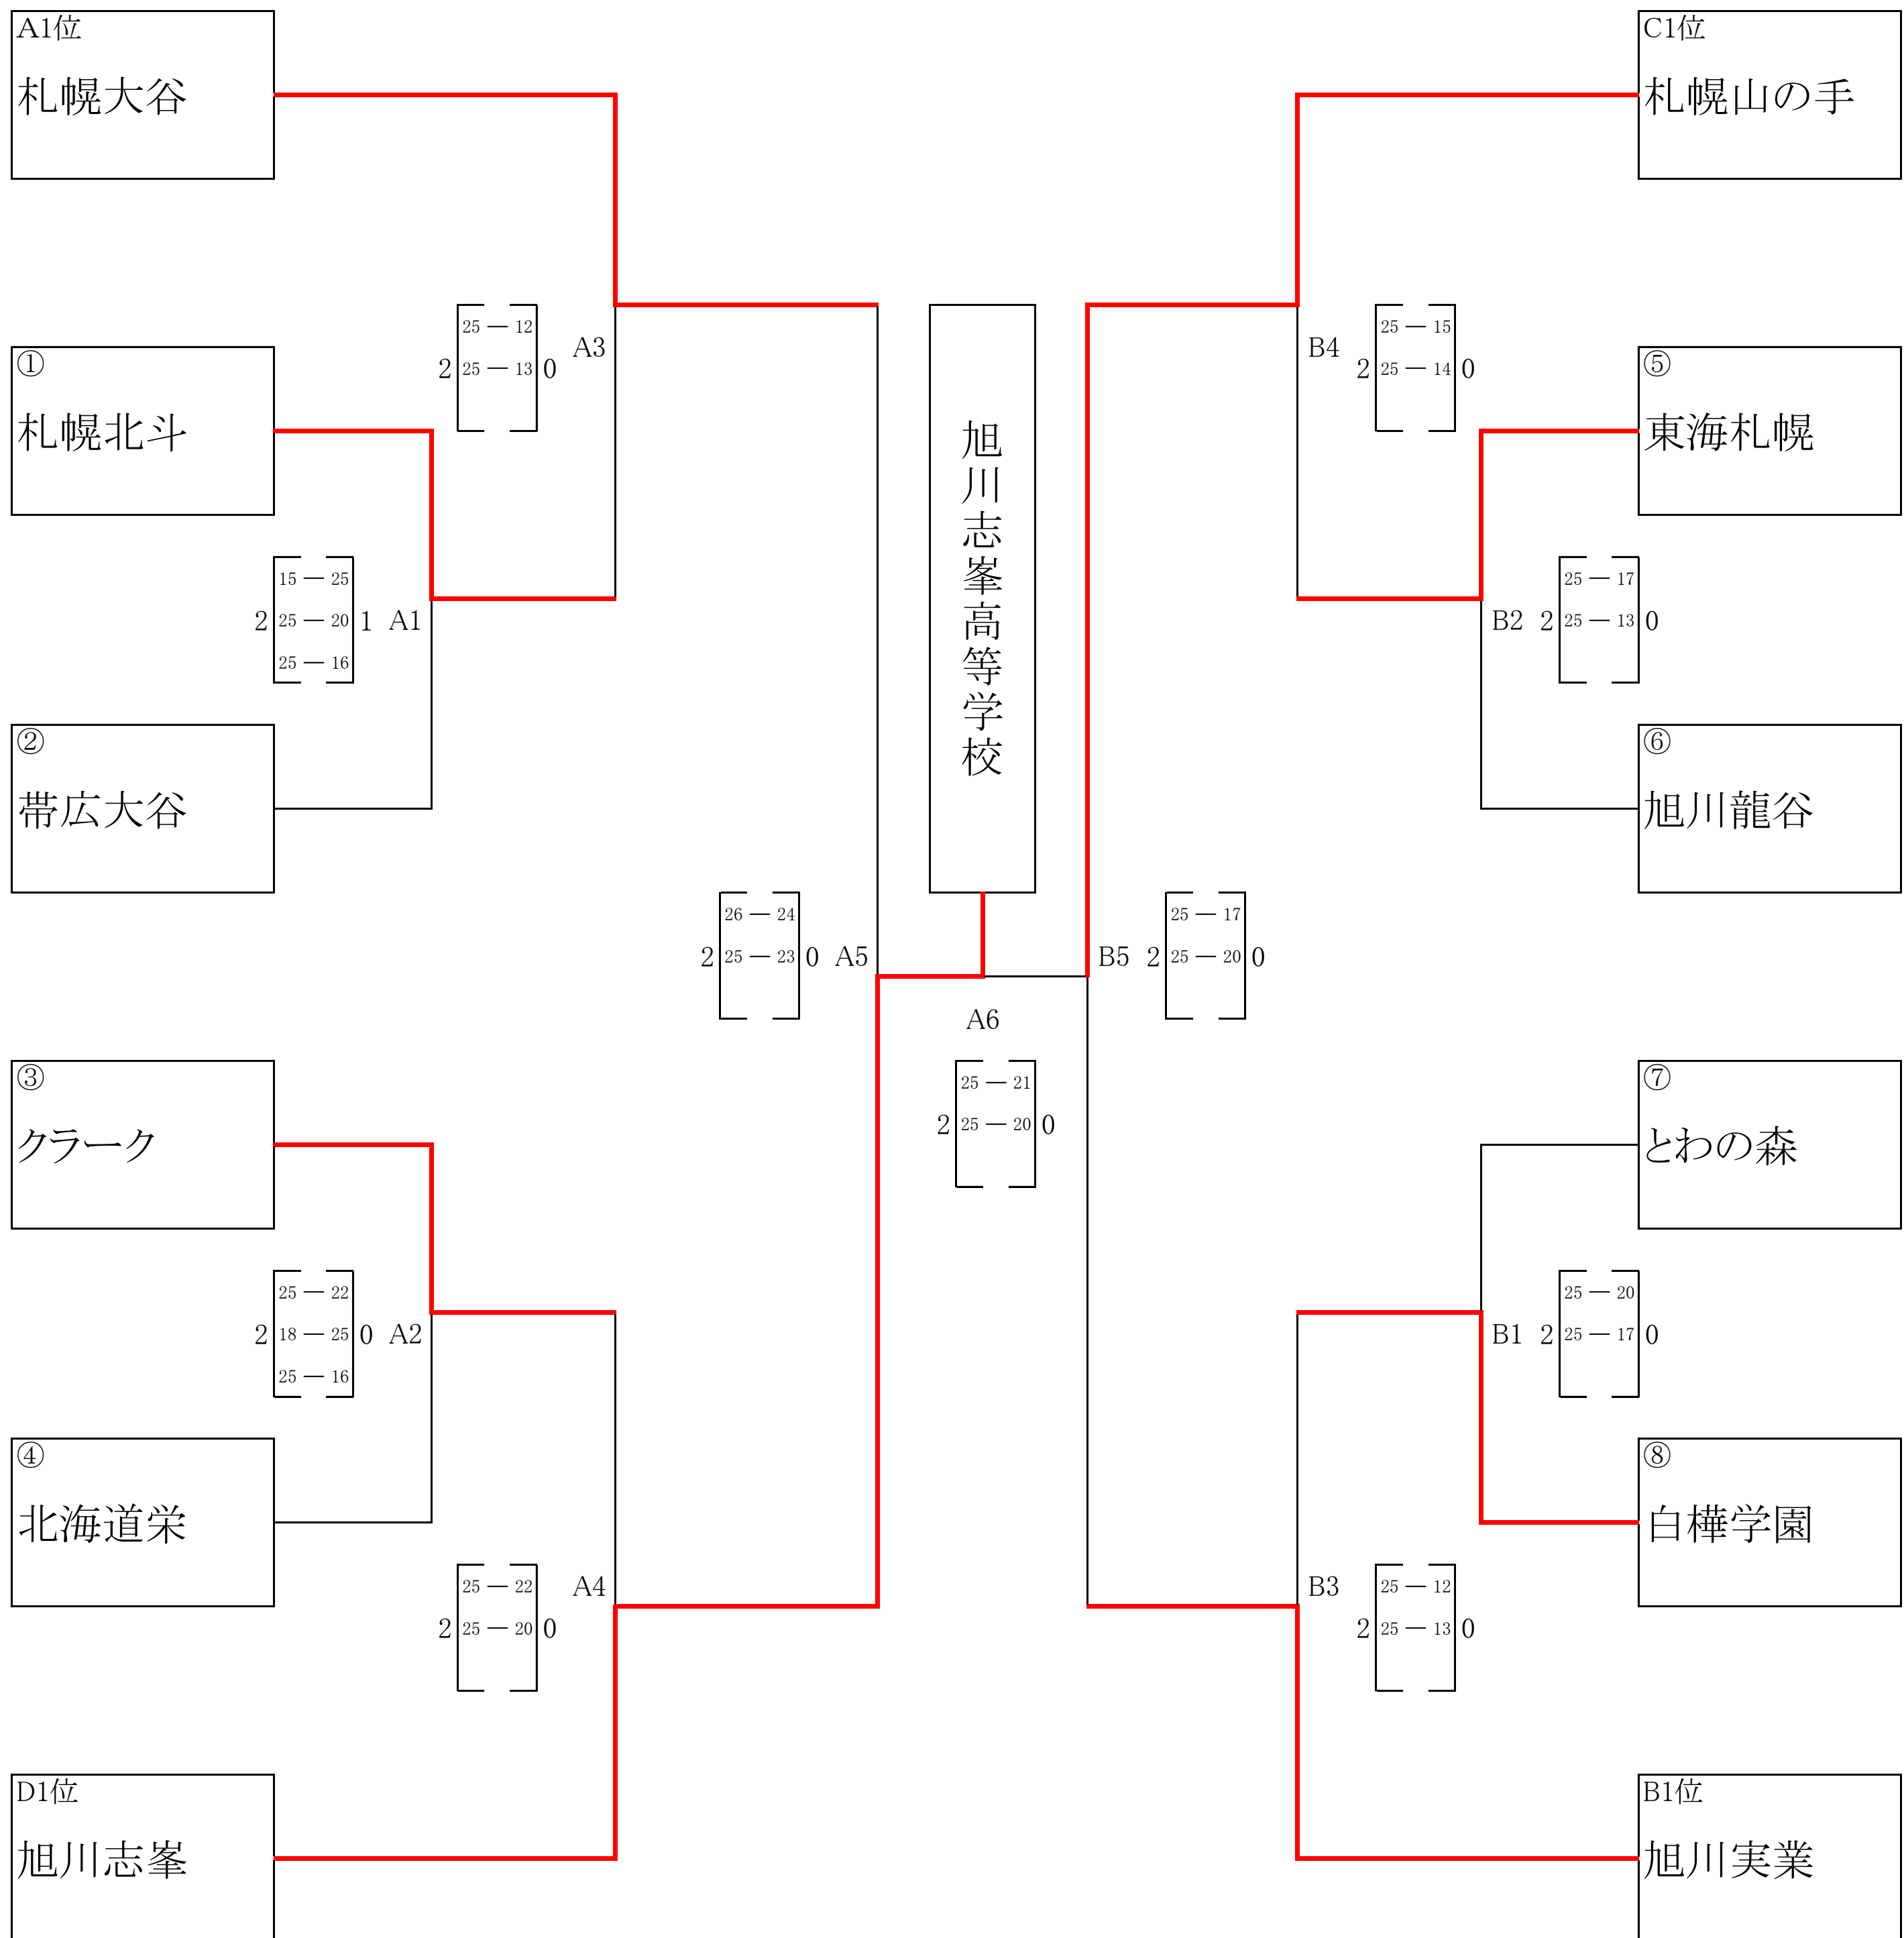 A1位
札幌大谷
C1位
札幌山の手
25 — 12
2 25 — 13 0
A3
B4
25 — 15
2 25 — 14 0
①
札幌北斗
⑤
東海札幌
旭川志峯高等学校
15 — 25
2 25 — 20 1
25 — 16
A1
B2
25 — 17
2 25 — 13 0
②
帯広大谷
⑥
旭川龍谷
26 — 24
2 25 — 23 0
A5
B5
25 — 17
2 25 — 20 0
A6
25 — 21
2 25 — 20 0
③
クラーク
⑦
とわの森
25 — 22
2 18 — 25 0
25 — 16
A2
B1
25 — 20
2 25 — 17 0
④
北海道栄
⑧
白樺学園
25 — 22
2 25 — 20 0
A4
B3
25 — 12
2 25 — 13 0
D1位
旭川志峯
B1位
旭川実業